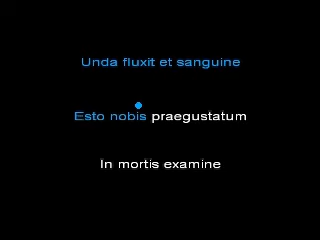 Unda fluxit et sanguine
Esto nobis praegustatum
In mortis examine